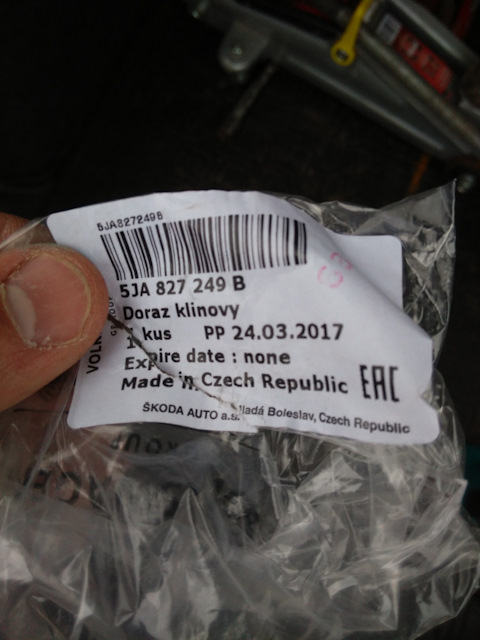 5JA827249B
5JA 827 249 B
Doraz klinovy
1 kus PP 24.03.2017
Expire date : none
Made in Czech Republic
EAC
ŠKODA AUTO a.s. Mladá Boleslav, Czech Republic